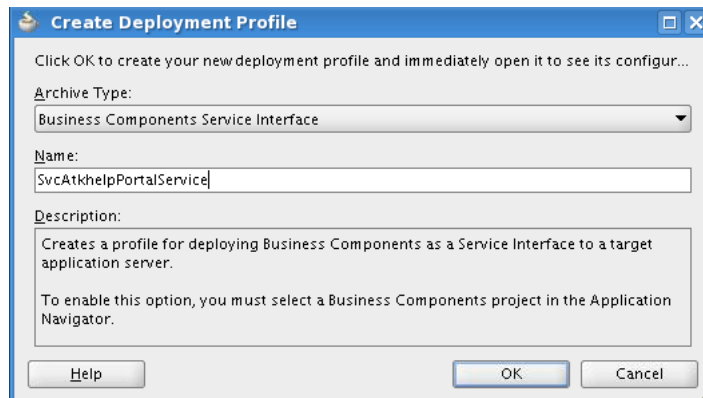 Create Deployment Profile
Click OK to create your new deployment profile and immediately open it to see its configur...
Archive Type:
Business Components Service Interface
Name:
SvcAtkhelpPortalService
Description:
Creates a profile for deploying Business Components as a Service Interface to a target
application server.
To enable this option, you must select a Business Components project in the Application
Navigator.
Help
OK
Cancel